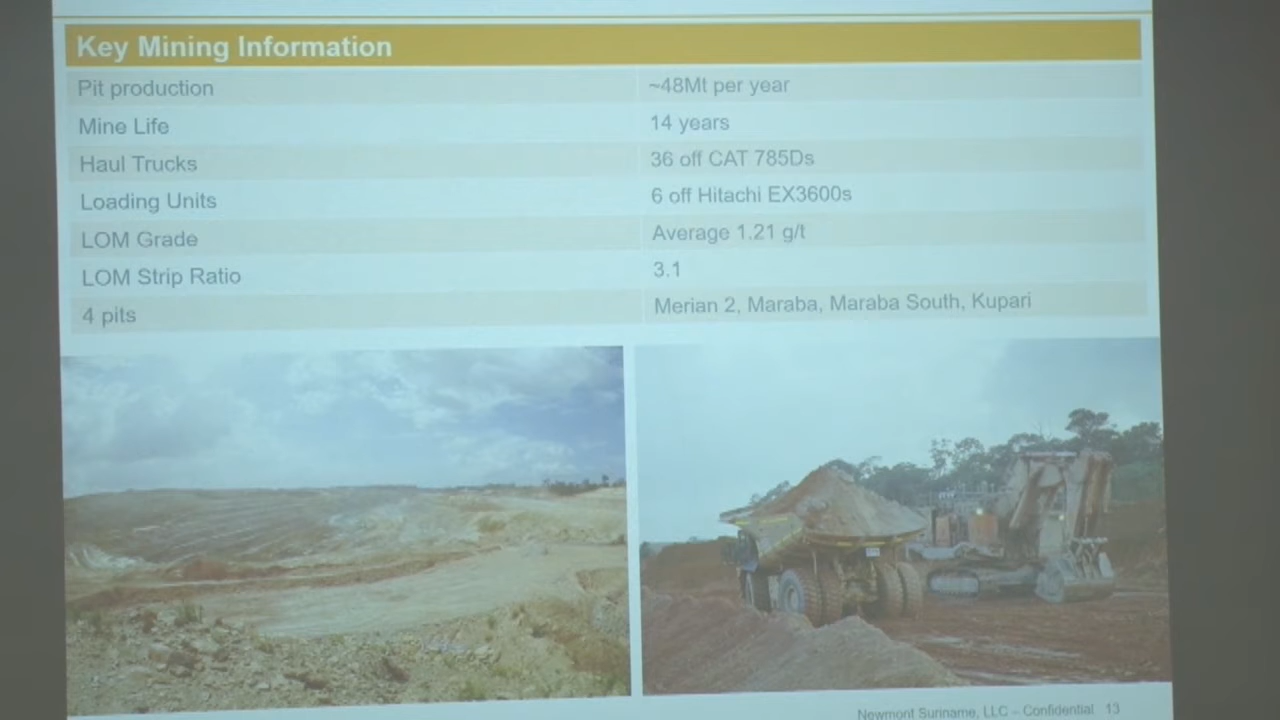 Key Mining Information
Pit production ~48Mt per year
Mine Life 14 years
Haul Trucks 36 off CAT 785Ds
Loading Units 6 off Hitachi EX3600s
LOM Grade Average 1.21 g/t
LOM Strip Ratio 3.1
4 pits Merian 2, Maraba, Maraba South, Kupari
Newmont Suriname, LLC – Confidential 13